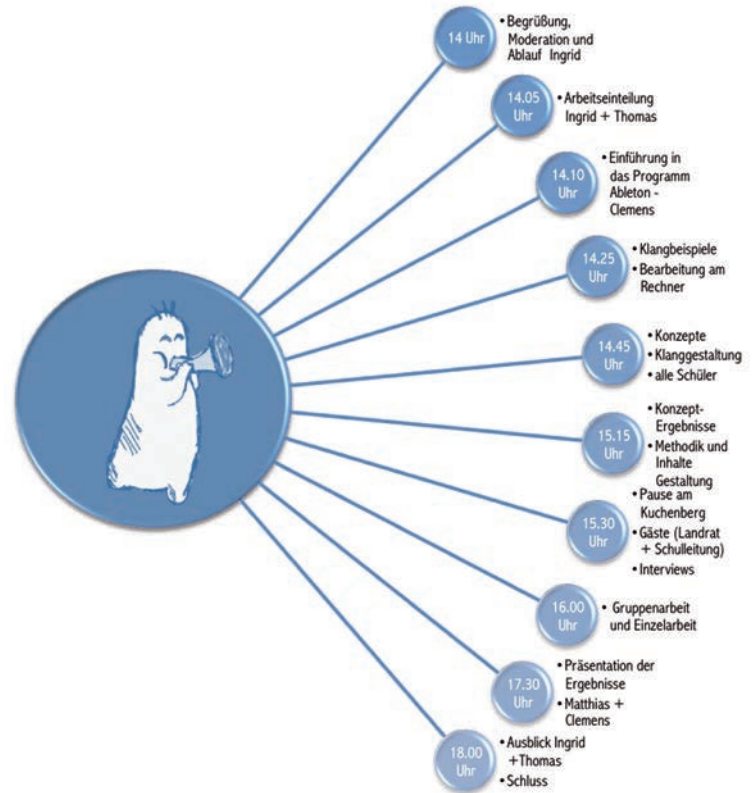 14 Uhr
• Begrüßung,
Moderation und
Ablauf Ingrid
14.05
Uhr
• Arbeitseinteilung
Ingrid + Thomas
14.10
Uhr
• Einführung in
das Programm
Ableton -
Clemens
14.25
Uhr
• Klangbeispiele
• Bearbeitung am
Rechner
14.45
Uhr
• Konzepte
• Klanggestaltung
• alle Schüler
15.15
Uhr
• Konzept-
Ergebnisse
• Methodik und
Inhalte
Gestaltung
15.30
Uhr
• Pause am
Kuchenberg
• Gäste (Landrat
+ Schulleitung)
• Interviews
16.00
Uhr
• Gruppenarbeit
und Einzelarbeit
17.30
Uhr
• Präsentation der
Ergebnisse
• Matthias +
Clemens
18.00
Uhr
• Ausblick Ingrid
+Thomas
• Schluss